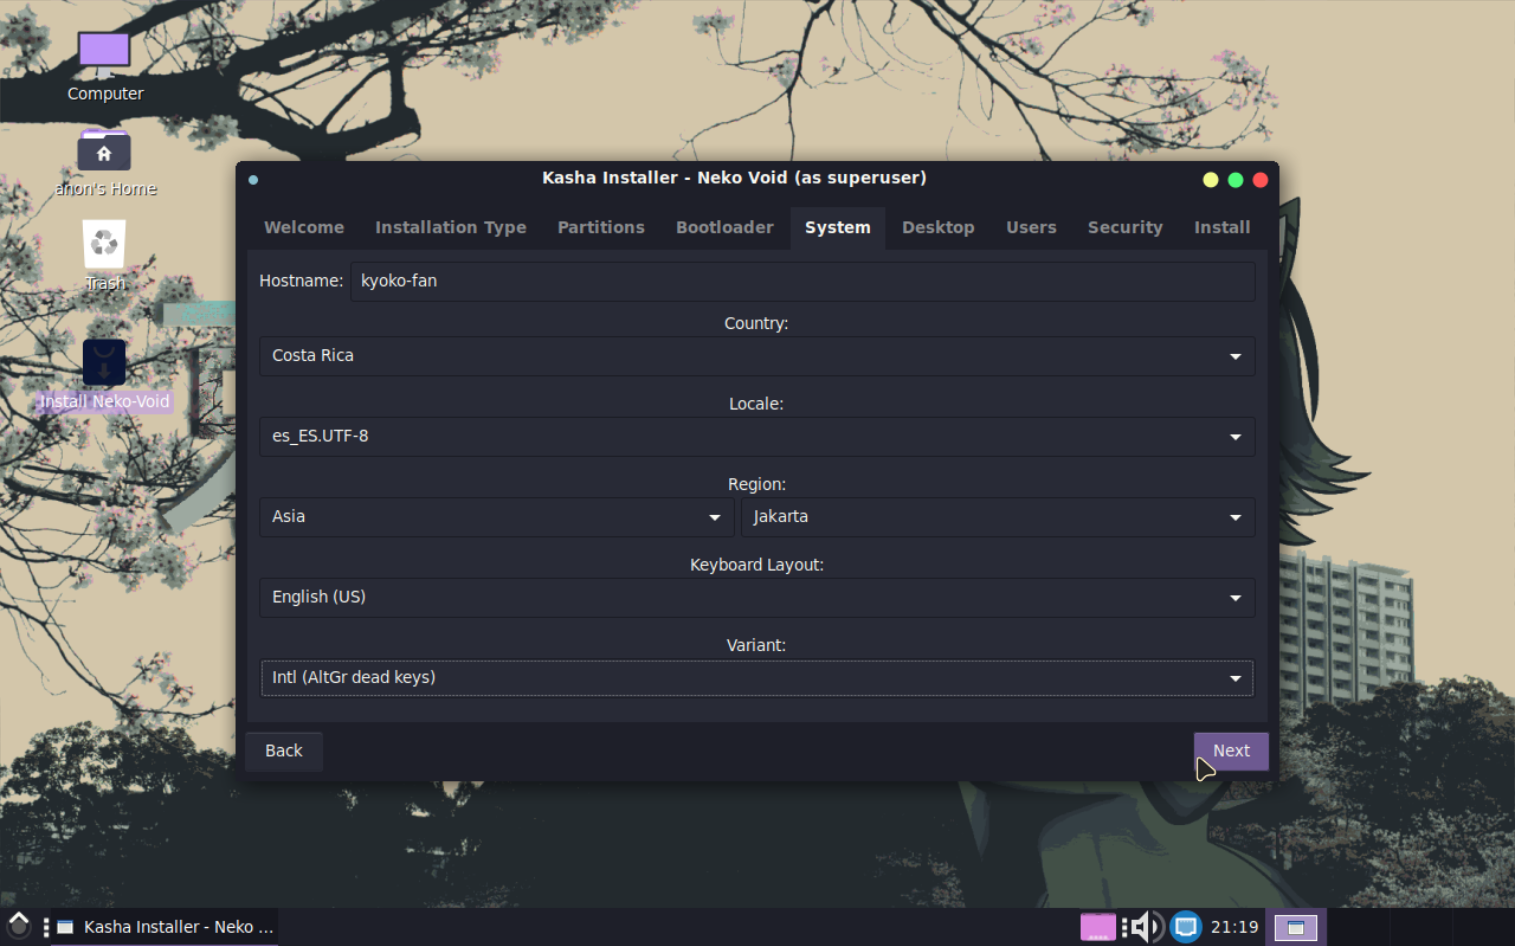 Computer
anon's Home
Trash
Install Neko-Void
Kasha Installer - Neko Void (as superuser)
Welcome Installation Type Partitions Bootloader System Desktop Users Security Install
Hostname: kyoko-fan
Country:
Costa Rica
Locale:
es_ES.UTF-8
Region:
Asia Jakarta
Keyboard Layout:
English (US)
Variant:
Intl (AltGr dead keys)
Back Next
Kasha Installer - Neko ... 21:19